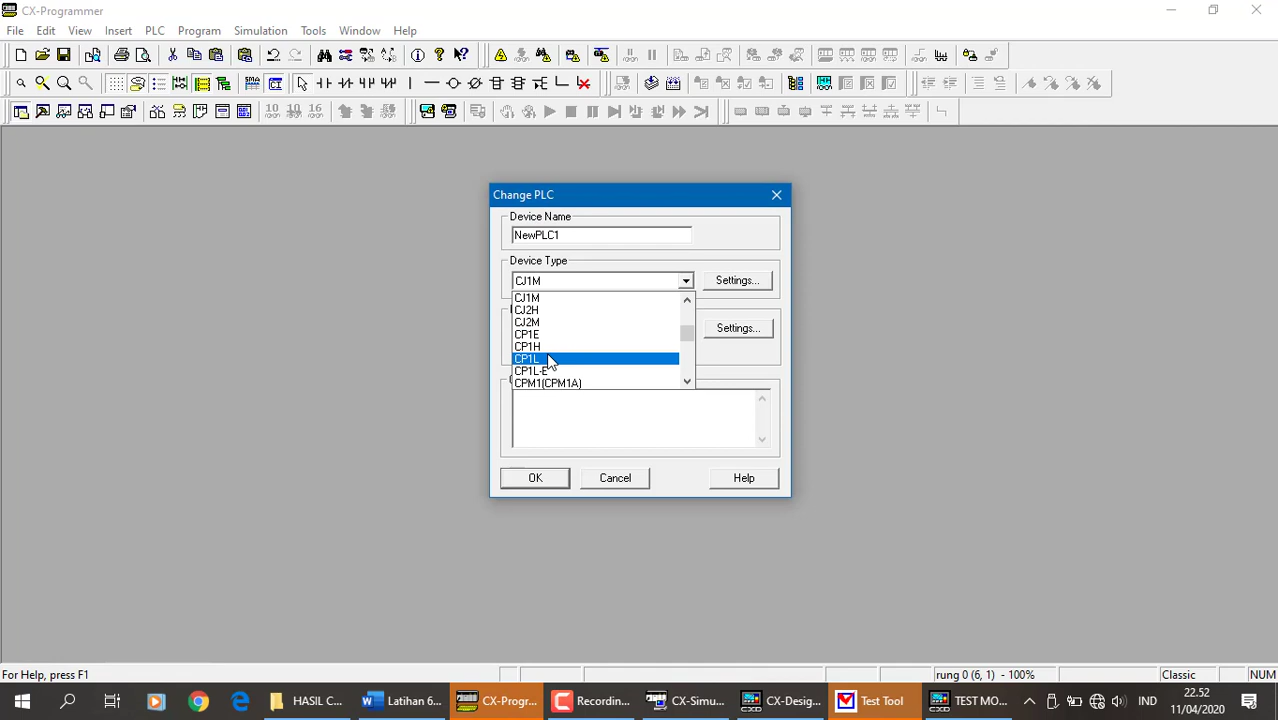 CX-Programmer
File Edit View Insert PLC Program Simulation Tools Window Help
Change PLC
Device Name
NewPLC1
Device Type
CJ1M
Settings...
CJ1M
CJ2H
CJ2M
CP1E
Settings...
CP1H
CP1L
CP1L-E
CPM1(CPM1A)
OK Cancel Help
For Help, press F1
rung 0 (6, 1) - 100%
Classic
NUM
HASIL C...
Latihan 6...
CX-Progr...
Recordin...
CX-Simu...
CX-Desig...
Test Tool
TEST MO...
IND
22.52
11/04/2020